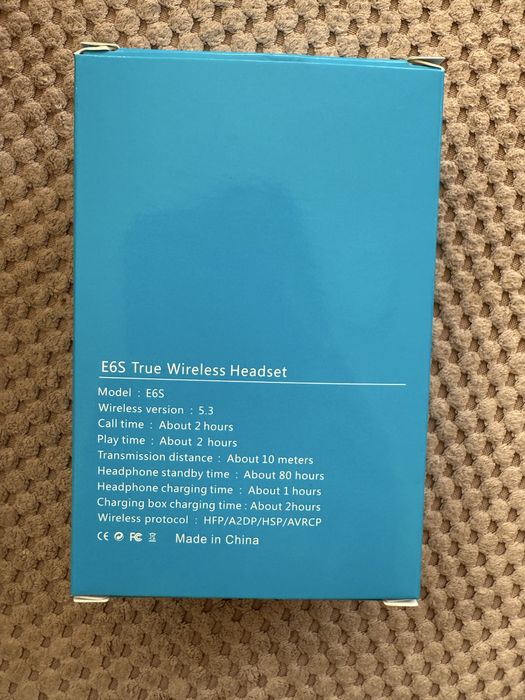 E6S True Wireless Headset
Model : E6S
Wireless version : 5.3
Call time : About 2 hours
Play time : About 2 hours
Transmission distance : About 10 meters
Headphone standby time : About 80 hours
Headphone charging time : About 1 hours
Charging box charging time : About 2hours
Wireless protocol : HFP/A2DP/HSP/AVRCP
CE FC Made in China